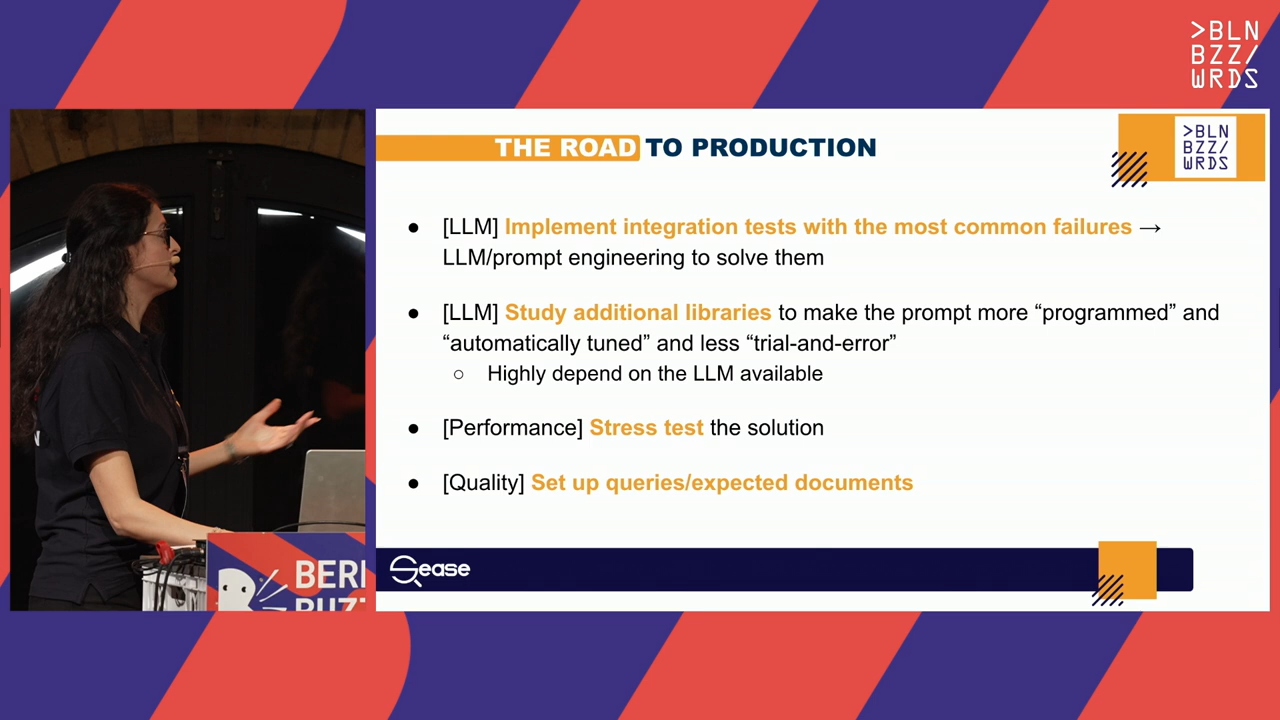 >BLN
BZZ/
WRDS
THE ROAD TO PRODUCTION
>BLN
BZZ/
WRDS
● [LLM] Implement integration tests with the most common failures →
LLM/prompt engineering to solve them
● [LLM] Study additional libraries to make the prompt more “programmed” and
“automatically tuned” and less “trial-and-error”
○ Highly depend on the LLM available
● [Performance] Stress test the solution
● [Quality] Set up queries/expected documents
Sease
BERL
BUZZ